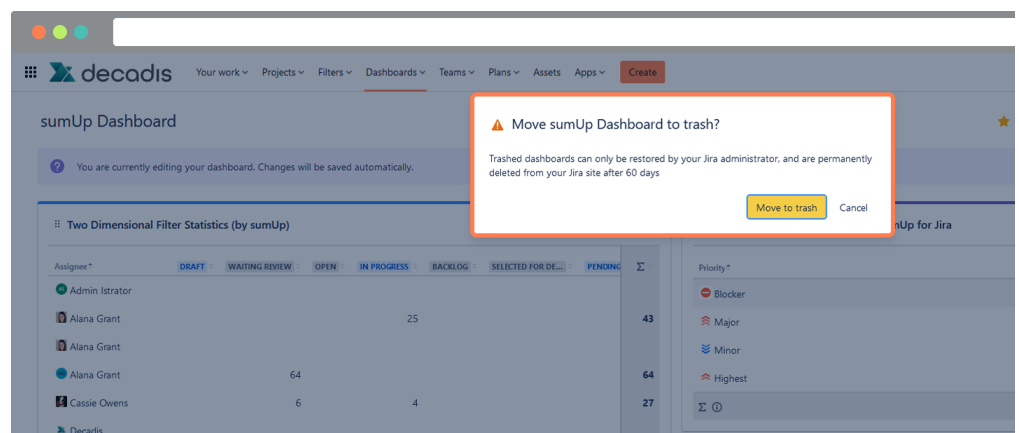 decadis Your work Projects Filters Dashboards Teams Plans Assets Apps Create
sumUp Dashboard
Move sumUp Dashboard to trash?
Trashed dashboards can only be restored by your Jira administrator, and are permanently
deleted from your Jira site after 60 days
Move to trash Cancel
You are currently editing your dashboard. Changes will be saved automatically.
Two Dimensional Filter Statistics (by sumUp)
Assignee DRAFT WAITING REVIEW OPEN IN PROGRESS BACKLOG SELECTED FOR DE... PENDING Σ
Admin Istrator
Alana Grant 25 43
Alana Grant
Alana Grant 64 64
Cassie Owens 6 4 27
Decadis
for Jira
Priority
Blocker
Major
Minor
Highest
Σ